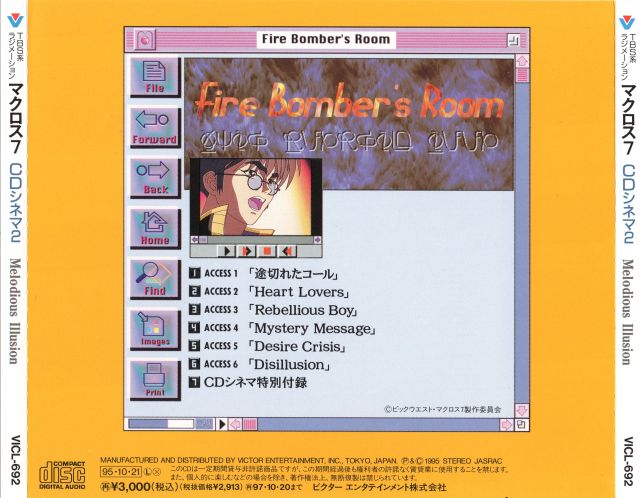 TBS系
ラジメーション
マクロス7
CDシネマ2
Melodious Illusion
VICL-692
Fire Bomber's Room
File
Forward
Back
Home
Find
Images
Print
Fire Bomber's Room
1 ACCESS 1 「途切れたコール」
2 ACCESS 2 「Heart Lovers」
3 ACCESS 3 「Rebellious Boy」
4 ACCESS 4 「Mystery Message」
5 ACCESS 5 「Desire Crisis」
6 ACCESS 6 「Disillusion」
7 CDシネマ特別付録
©ビックウエスト・マクロス7製作委員会
COMPACT
disc
DIGITAL AUDIO
MANUFACTURED AND DISTRIBUTED BY VICTOR ENTERTAINMENT, INC., TOKYO, JAPAN. ℗&© 1995 STEREO JASRAC
95・10・21 Ⓛ Ⓧ このCDは一定期間貸与非許諾商品ですが、この期間経過後も権利者の許諾なく賃貸業に使用することを禁じます。
また、個人的に楽しむなどの場合を除き、著作権法上、無断複製は禁じられています。
再¥3,000(税込) (税抜価格¥2,913) 再97・10・20まで ビクター エンタテインメント株式会社
TBS系
ラジメーション
マクロス7
CDシネマ2
Melodious Illusion
VICL-692